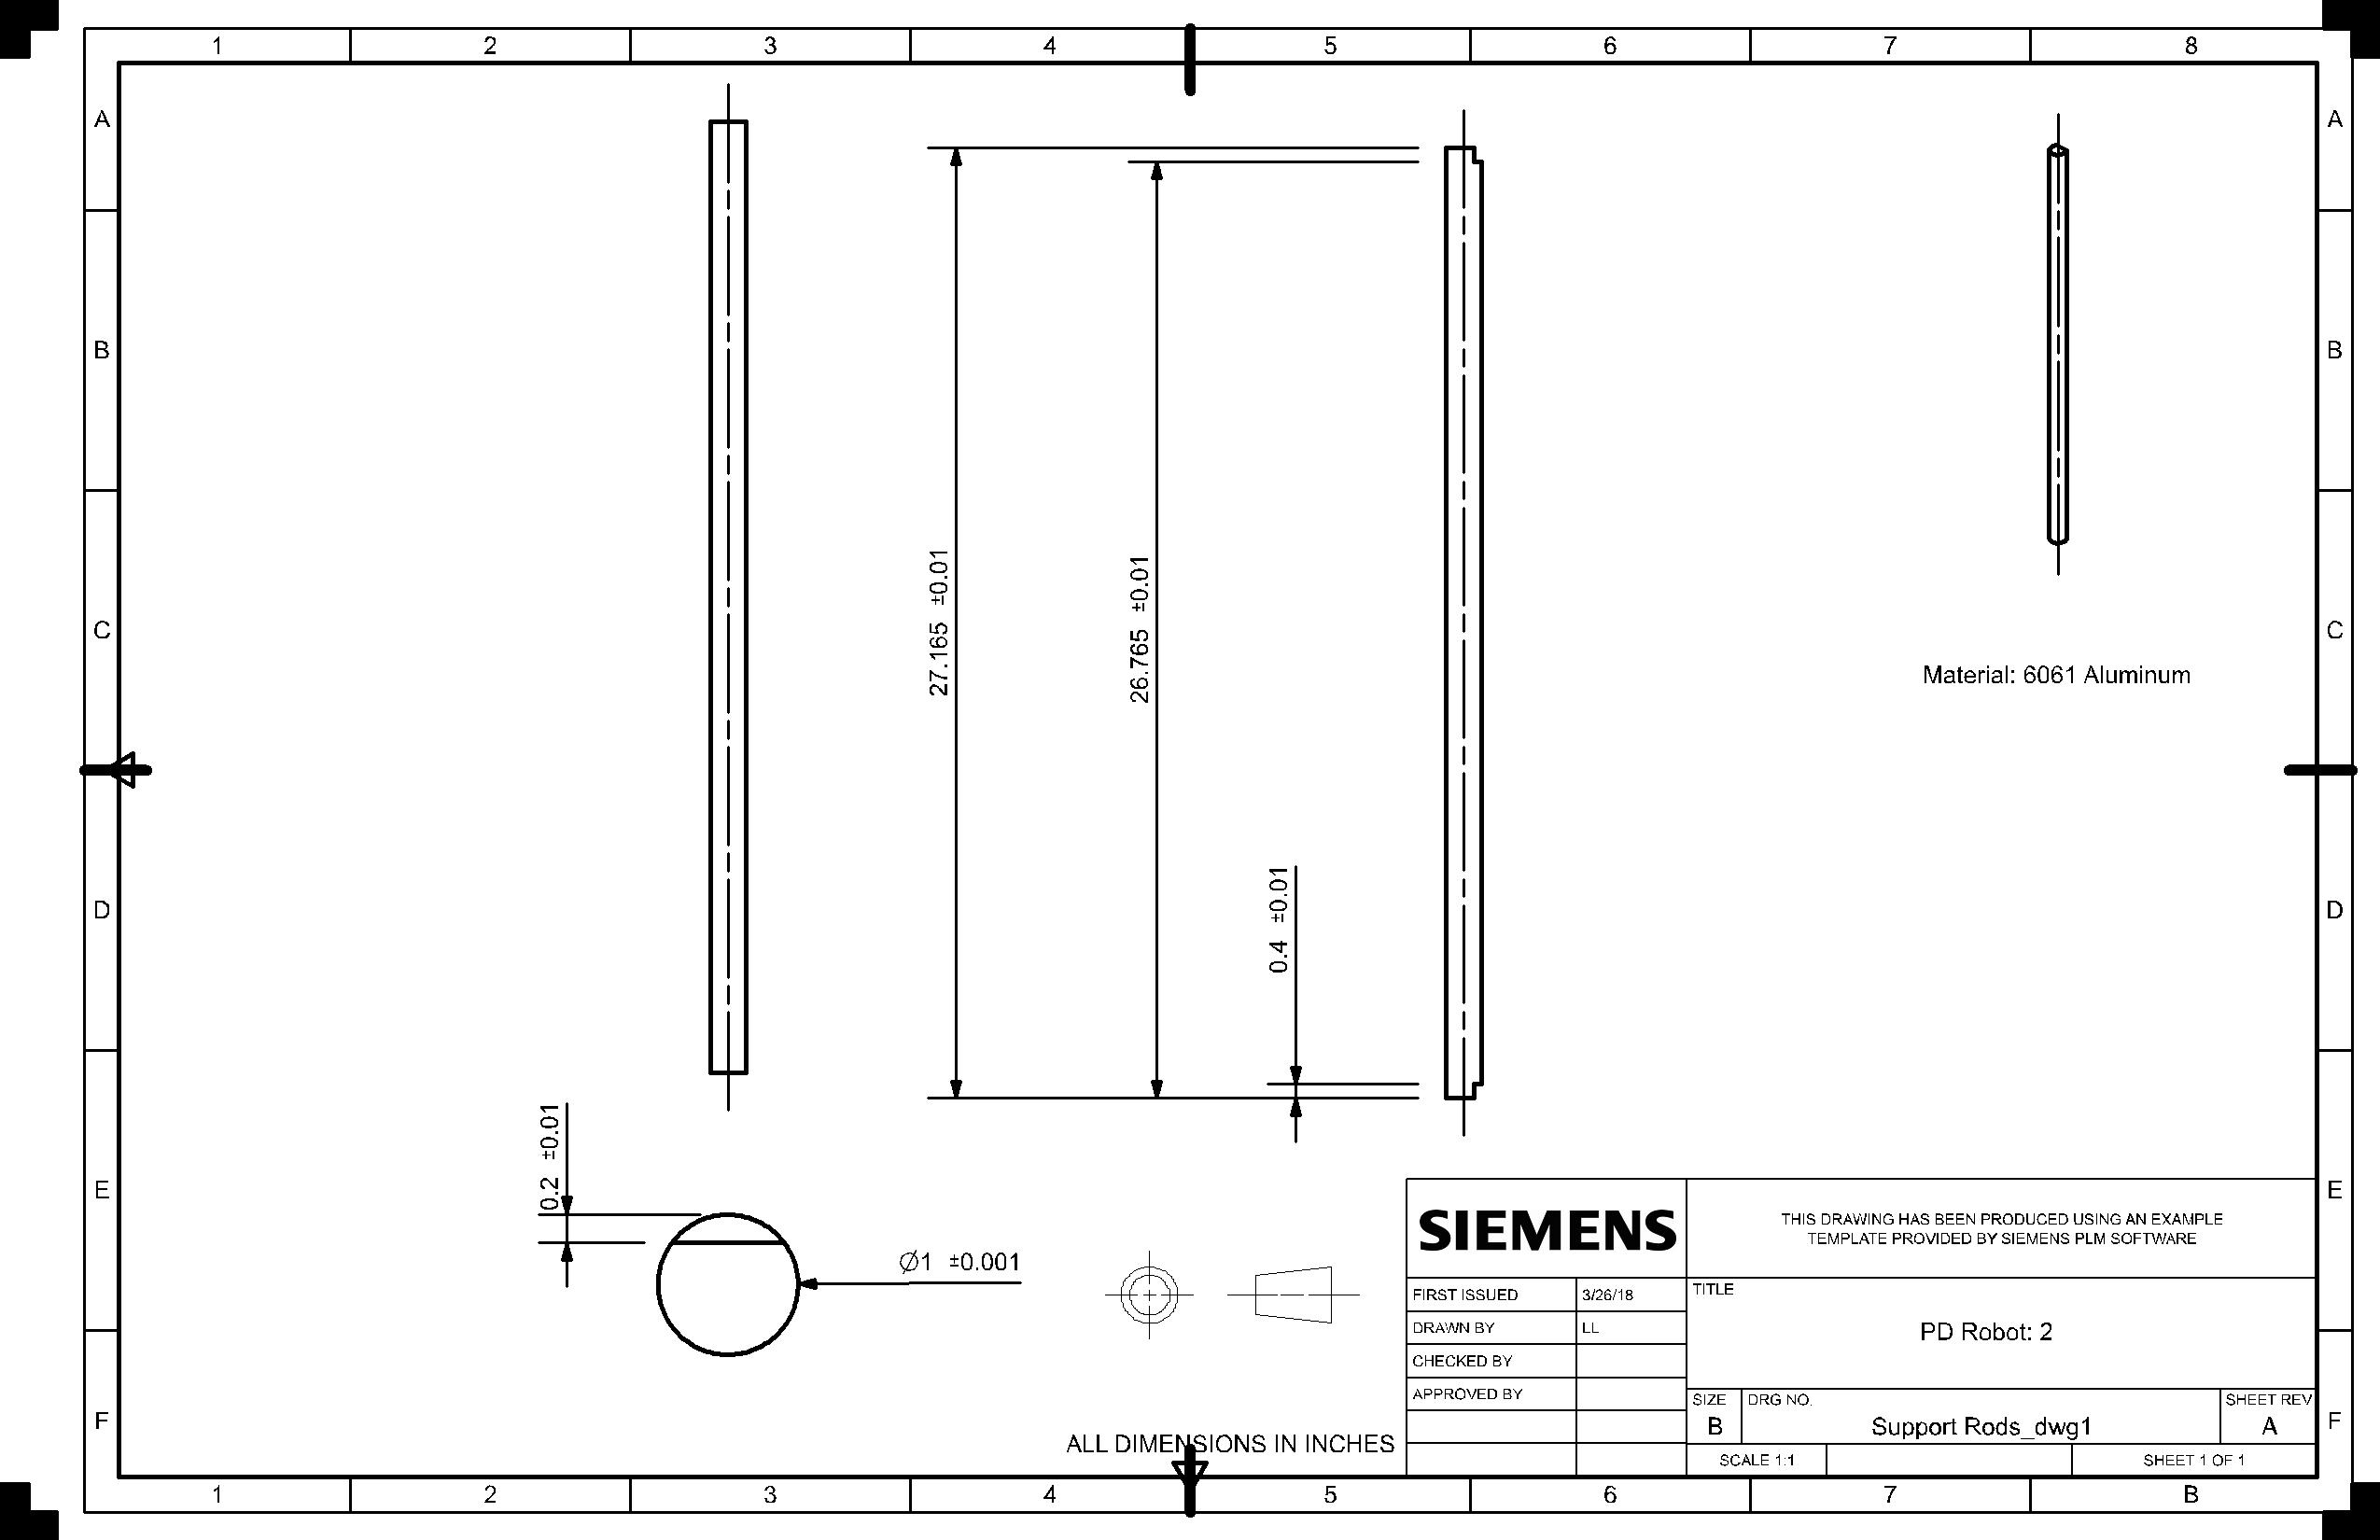 1 2 3 4 5 6 7 8
A A
B B
C C
D D
E E
F F
27.165 ±0.01
26.765 ±0.01
0.4 ±0.01
Material: 6061 Aluminum
0.2 ±0.01
∅1 ±0.001
ALL DIMENSIONS IN INCHES
SIEMENS
THIS DRAWING HAS BEEN PRODUCED USING AN EXAMPLE
TEMPLATE PROVIDED BY SIEMENS PLM SOFTWARE
FIRST ISSUED 3/26/18
DRAWN BY LL
CHECKED BY
APPROVED BY
TITLE
PD Robot: 2
SIZE DRG NO. SHEET REV
B Support Rods_dwg1 A
SCALE 1:1 SHEET 1 OF 1
1 2 3 4 5 6 7 B